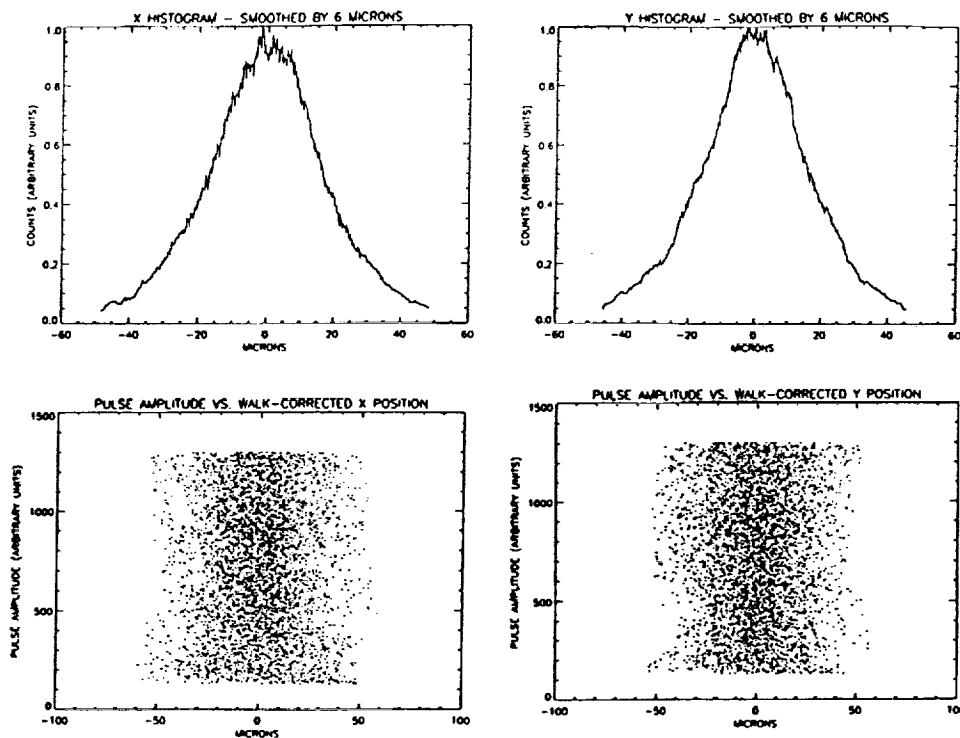 X HISTOGRAM - SMOOTHED BY 6 MICRONS
COUNTS (ARBITRARY UNITS)
1.0
0.8
0.6
0.4
0.2
0.0
-60 -40 -20 0 20 40 60
MICRONS
Y HISTOGRAM - SMOOTHED BY 6 MICRONS
COUNTS (ARBITRARY UNITS)
1.0
0.8
0.6
0.4
0.2
0.0
-60 -40 -20 0 20 40 60
MICRONS
PULSE AMPLITUDE VS. WALK-CORRECTED X POSITION
PULSE AMPLITUDE (ARBITRARY UNITS)
1500
1000
500
0
-100 -50 0 50 100
MICRONS
PULSE AMPLITUDE VS. WALK-CORRECTED Y POSITION
PULSE AMPLITUDE (ARBITRARY UNITS)
1500
1000
500
0
-100 -50 0 50 100
MICRONS